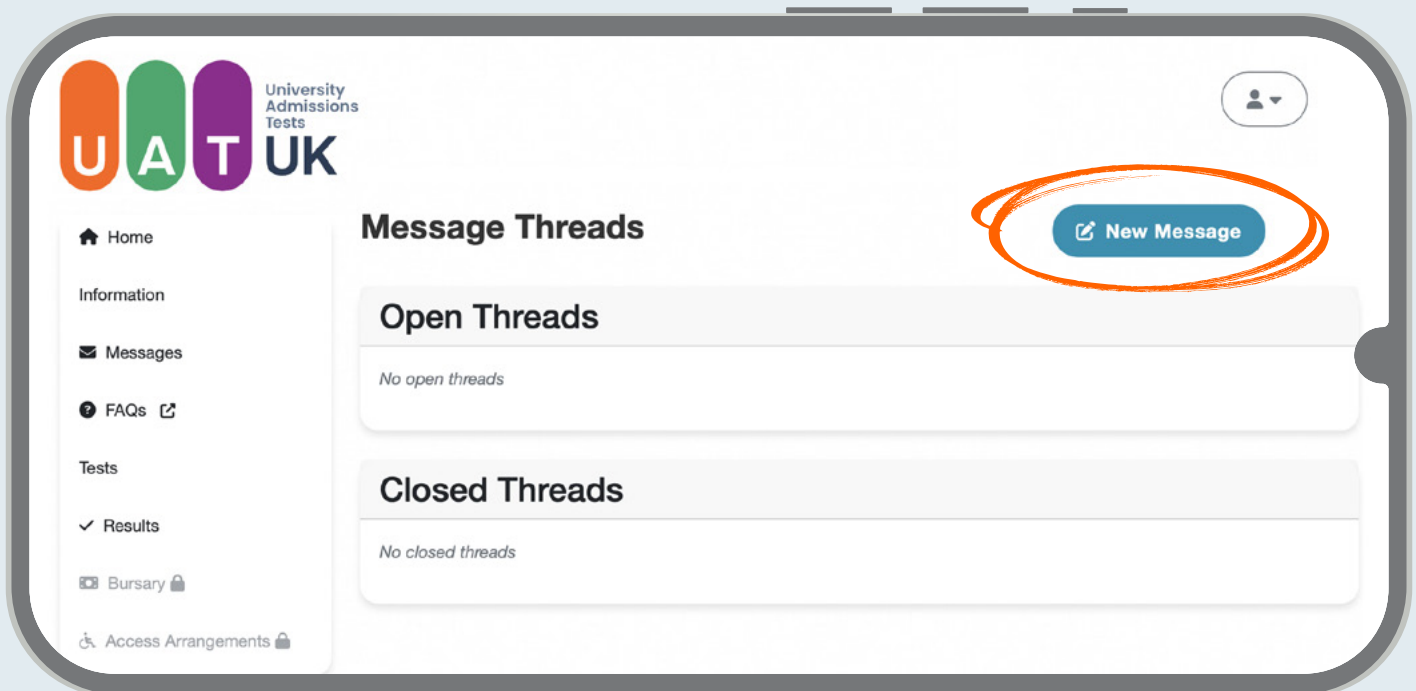 University
Admissions
Tests
UAT UK
Home
Information
Messages
FAQs
Tests
Results
Bursary
Access Arrangements
Message Threads
New Message
Open Threads
No open threads
Closed Threads
No closed threads